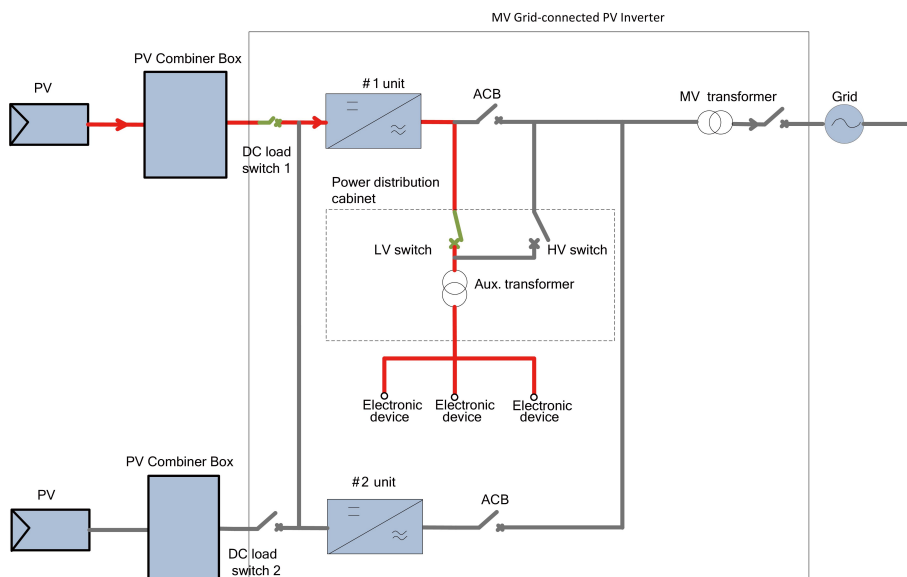 MV Grid-connected PV Inverter
PV Combiner Box
PV
#1 unit
ACB
MV transformer
Grid
DC load
switch 1
Power distribution
cabinet
LV switch
HV switch
Aux. transformer
Electronic
device
Electronic
device
Electronic
device
PV Combiner Box
PV
#2 unit
ACB
DC load
switch 2